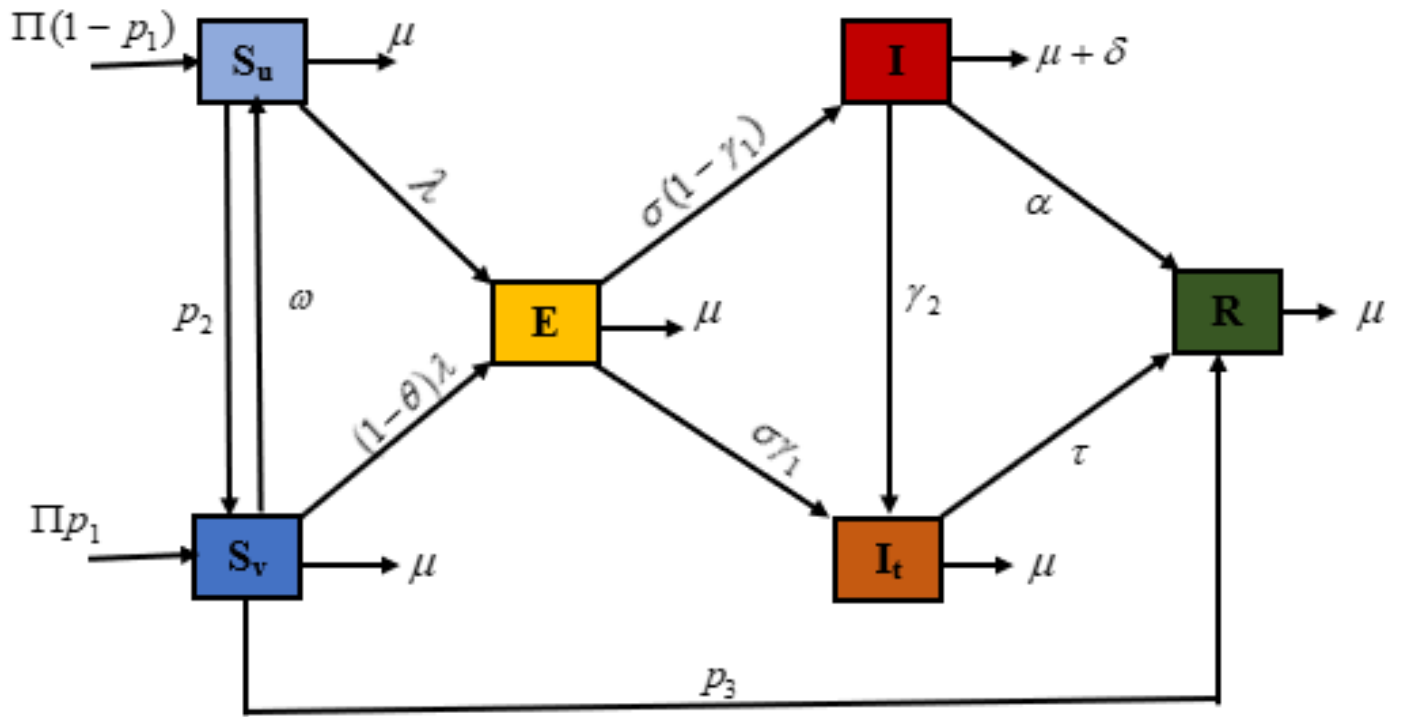 Π(1 − p₁)
Sᵤ
μ
I
μ + δ
λ
σ(1 − γ₁)
α
p₂
ω
E
μ
γ₂
R
μ
(1−θ)λ
σγ₁
τ
Πp₁
Sᵥ
μ
Iₜ
μ
p₃